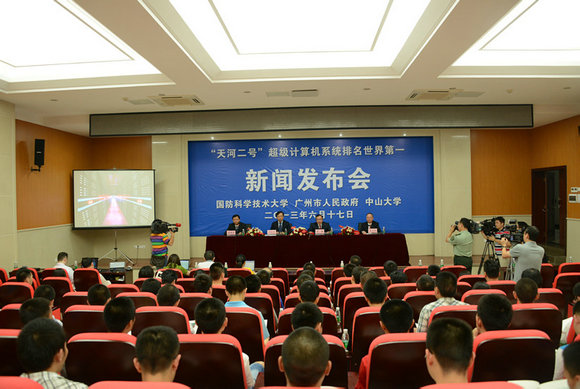 “天河二号”超级计算机系统排名世界第一
新闻发布会
国防科学技术大学 广州市人民政府 中山大学
二〇一三年六月十七日